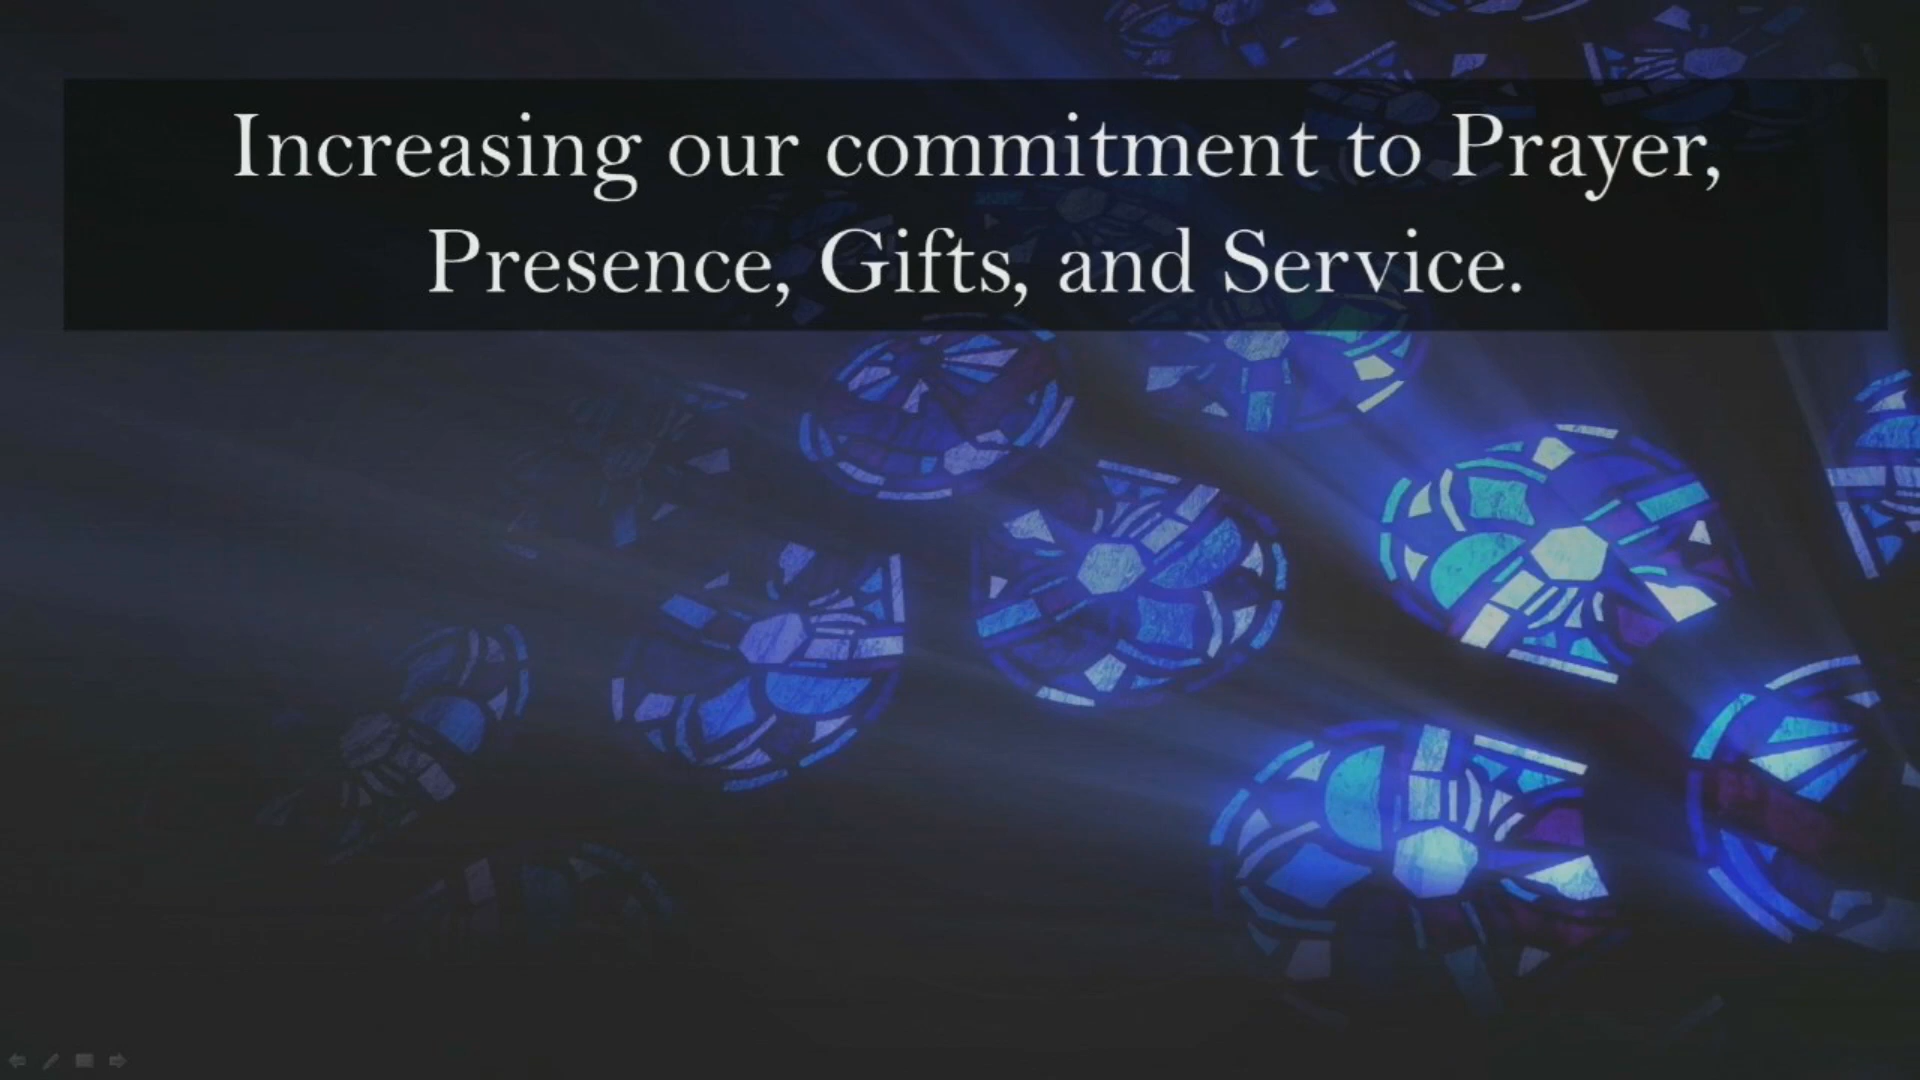 Increasing our commitment to Prayer,
Presence, Gifts, and Service.